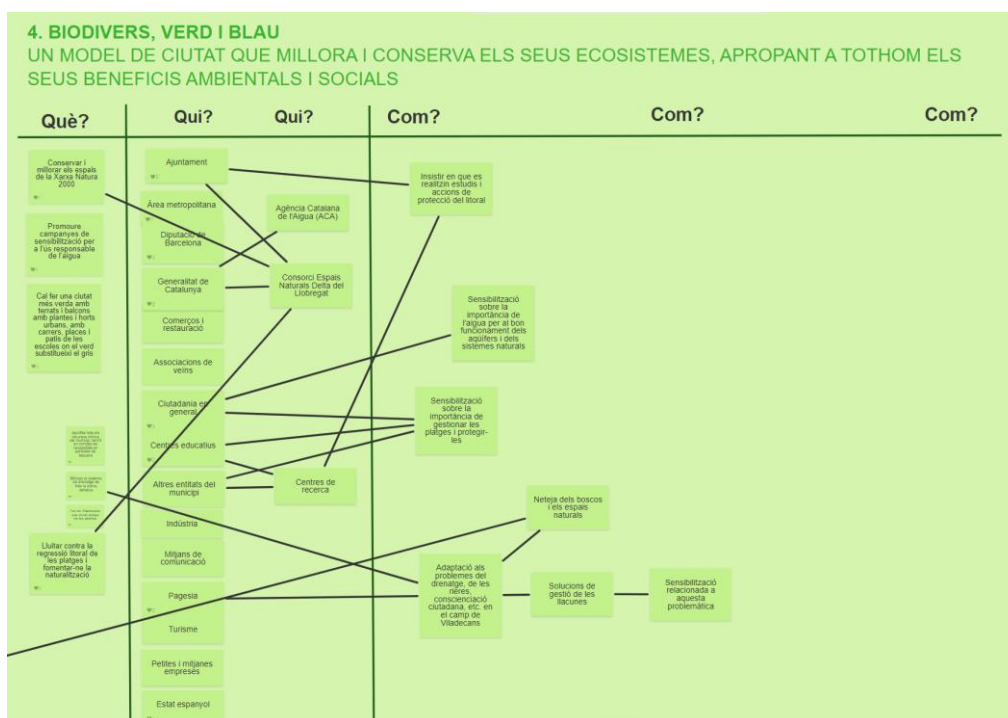 4. BIODIVERS, VERD I BLAU
UN MODEL DE CIUTAT QUE MILLORA I CONSERVA ELS SEUS ECOSISTEMES, APROPANT A TOTHOM ELS
SEUS BENEFICIS AMBIENTALS I SOCIALS
Què?
Qui?
Qui?
Com?
Com?
Com?
Conservar i
millorar els espais
de la Xarxa Natura
2000
Promoure
campanyes de
sensibilització per
a l'ús responsable
de l'aigua
Cal fer una ciutat
més verda amb
terrats i balcons
amb plantes i horts
urbans, amb
carrers, places i
patis de les
escoles on el verd
substitueixi el gris
Lluitar contra la
regressió litoral de
les platges i
fomentar-ne la
naturalització
Ajuntament
Àrea metropolitana
Diputació de
Barcelona
Generalitat de
Catalunya
Comerços i
restauració
Associacions de
veïns
Ciutadania en
general
Centres educatius
Altres entitats del
municipi
Indústria
Mitjans de
comunicació
Pagesia
Turisme
Petites i mitjanes
empreses
Estat espanyol
Agència Catalana
de l'Aigua (ACA)
Consorci Espais
Naturals Delta del
Llobregat
Centres de
recerca
Insistir en que es
realitzin estudis i
accions de
protecció del litoral
Sensibilització
sobre la
importància de
l'aigua per al bon
funcionament dels
aqüífers i dels
sistemes naturals
Sensibilització
sobre la
importància de
gestionar les
platges i protegir-
les
Neteja dels boscos
i els espais
naturals
Adaptació als
problemes del
drenatge, de les
rieres,
conscienciació
ciutadana, etc. en
el camp de
Viladecans
Solucions de
gestió de les
llacunes
Sensibilització
relacionada a
aquesta
problemàtica